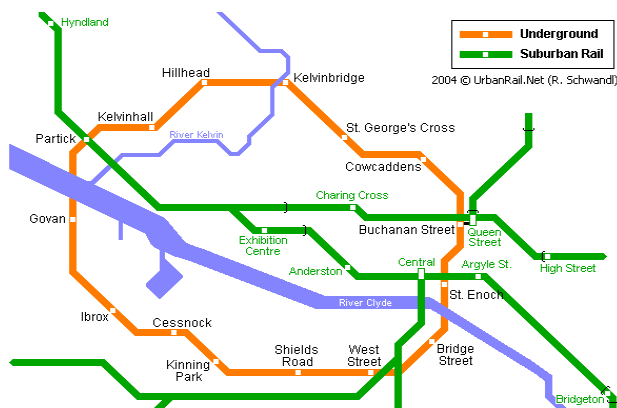 Hyndland
Underground
Suburban Rail
2004 © UrbanRail.Net (R. Schwandl)
Hillhead
Kelvinbridge
Kelvinhall
St. George's Cross
River Kelvin
Partick
Cowcaddens
Charing Cross
Govan
Buchanan Street
Queen
Street
Exhibition
Centre
Anderston
Central
Argyle St.
High Street
St. Enoch
River Clyde
Ibrox
Cessnock
Kinning
Park
Shields
Road
West
Street
Bridge
Street
Bridgeton